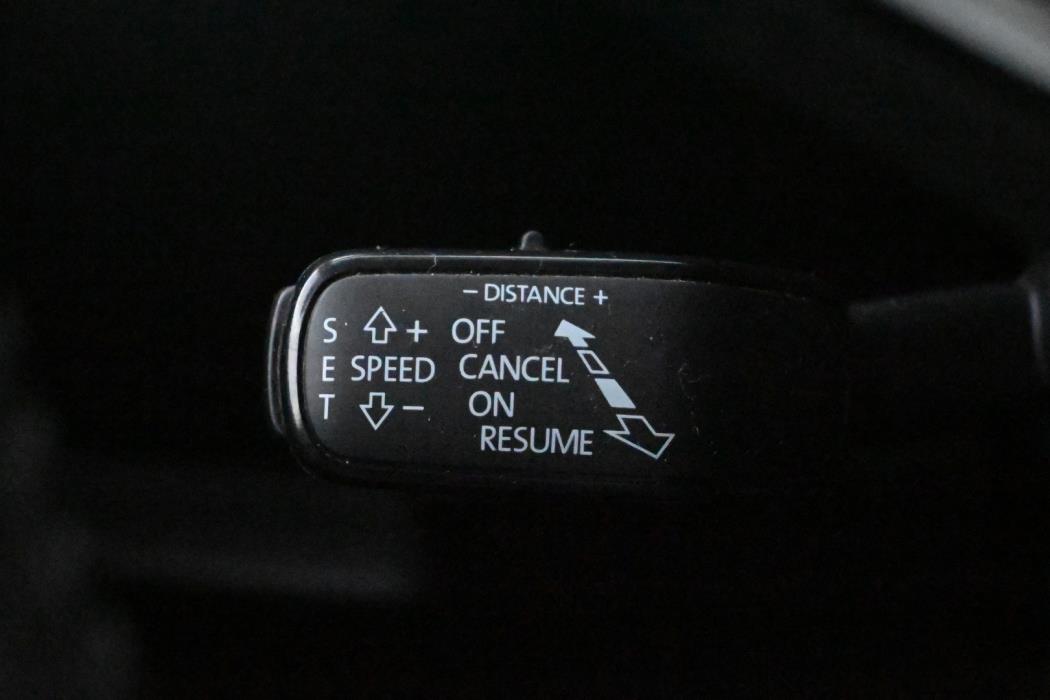 - DISTANCE +
S + OFF
E SPEED CANCEL
T - ON
RESUME